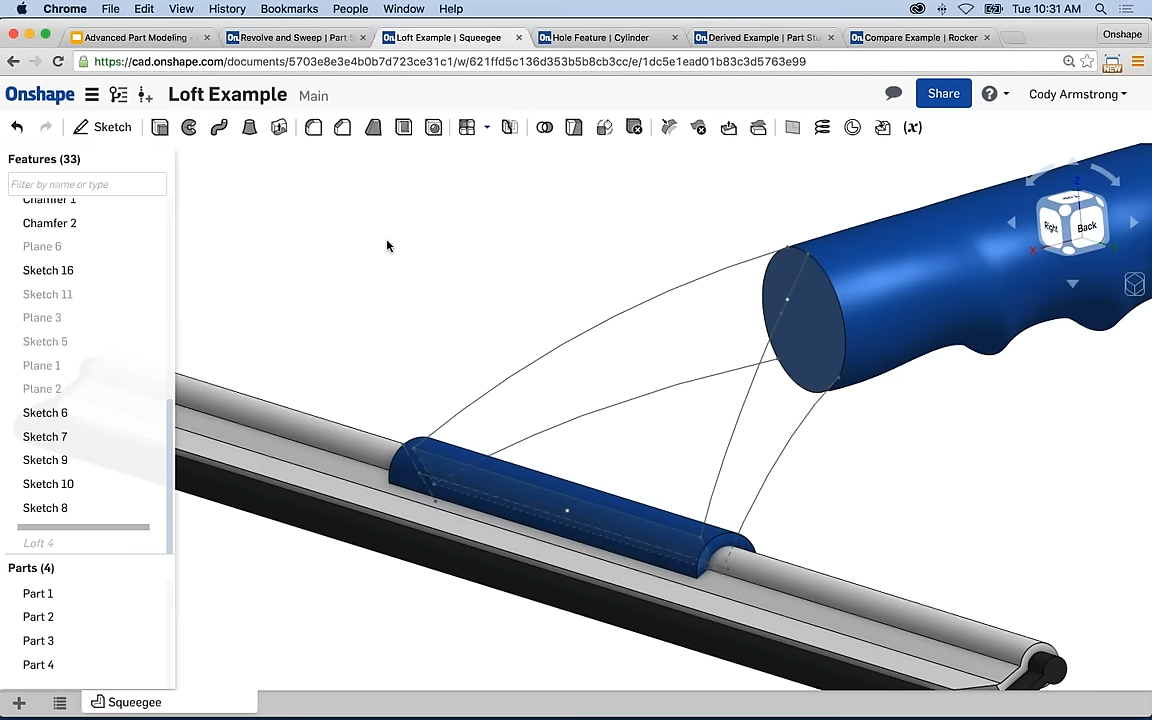 Chrome File Edit View History Bookmarks People Window Help Tue 10:31 AM
Advanced Part Modeling - Revolve and Sweep | Part S Loft Example | Squeegee Hole Feature | Cylinder Derived Example | Part Stu Compare Example | Rocker Onshape
https://cad.onshape.com/documents/5703e8e3e4b0b7d723ce31c1/w/621ffd5c136d353b5b8cb3cc/e/1dc5e1ead01b83c3d5763e99 NEW
Onshape Loft Example Main Share Cody Armstrong
Sketch (x)
Features (33)
Filter by name or type
Chamfer 1
Chamfer 2
Plane 6
Sketch 16
Sketch 11
Plane 3
Sketch 5
Plane 1
Plane 2
Sketch 6
Sketch 7
Sketch 9
Sketch 10
Sketch 8
Loft 4
Parts (4)
Part 1
Part 2
Part 3
Part 4
Z
Right Back
X
Squeegee